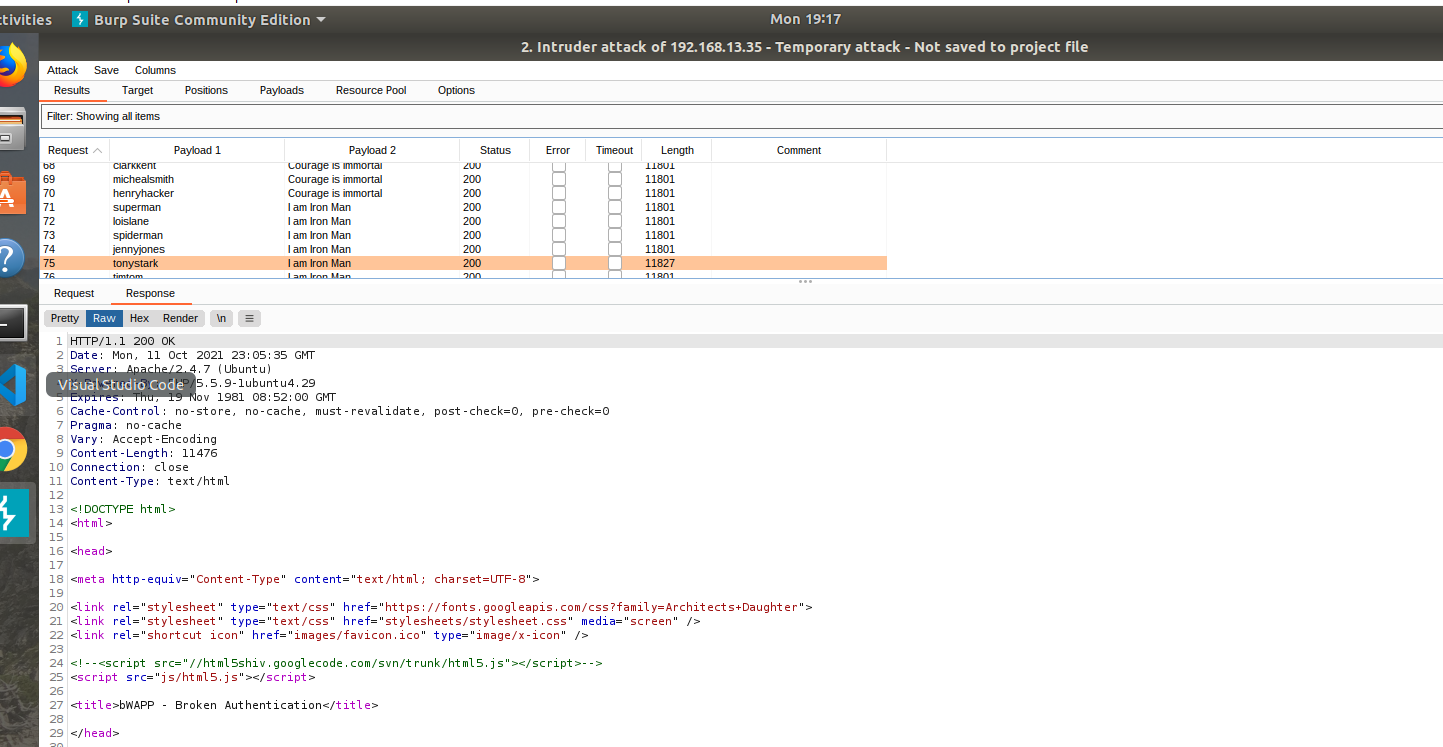 ctivities Burp Suite Community Edition Mon 19:17
2. Intruder attack of 192.168.13.35 - Temporary attack - Not saved to project file
Attack Save Columns
Results Target Positions Payloads Resource Pool Options
Filter: Showing all items
Request Payload 1 Payload 2 Status Error Timeout Length Comment
68 clarkkent Courage is immortal 200 11801
69 michealsmith Courage is immortal 200 11801
70 henryhacker Courage is immortal 200 11801
71 superman I am Iron Man 200 11801
72 loislane I am Iron Man 200 11801
73 spiderman I am Iron Man 200 11801
74 jennyjones I am Iron Man 200 11801
75 tonystark I am Iron Man 200 11827
76 timtom I am Iron Man 200 11801
Request Response
Pretty Raw Hex Render \n ≡
1 HTTP/1.1 200 OK
2 Date: Mon, 11 Oct 2021 23:05:35 GMT
3 Server: Apache/2.4.7 (Ubuntu)
Visual Studio Code /5.5.9-1ubuntu4.29
5 Expires: Thu, 19 Nov 1981 08:52:00 GMT
6 Cache-Control: no-store, no-cache, must-revalidate, post-check=0, pre-check=0
7 Pragma: no-cache
8 Vary: Accept-Encoding
9 Content-Length: 11476
10 Connection: close
11 Content-Type: text/html
12
13 <!DOCTYPE html>
14 <html>
15
16 <head>
17
18 <meta http-equiv="Content-Type" content="text/html; charset=UTF-8">
19
20 <link rel="stylesheet" type="text/css" href="https://fonts.googleapis.com/css?family=Architects+Daughter">
21 <link rel="stylesheet" type="text/css" href="stylesheets/stylesheet.css" media="screen" />
22 <link rel="shortcut icon" href="images/favicon.ico" type="image/x-icon" />
23
24 <!--<script src="//html5shiv.googlecode.com/svn/trunk/html5.js"></script>-->
25 <script src="js/html5.js"></script>
26
27 <title>bWAPP - Broken Authentication</title>
28
29 </head>
30